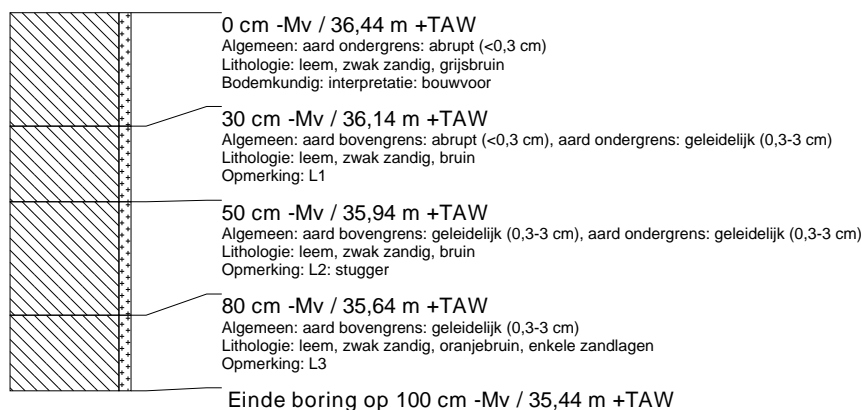 0 cm -Mv / 36,44 m +TAW
Algemeen: aard ondergrens: abrupt (<0,3 cm)
Lithologie: leem, zwak zandig, grijsbruin
Bodemkundig: interpretatie: bouwvoor
30 cm -Mv / 36,14 m +TAW
Algemeen: aard bovengrens: abrupt (<0,3 cm), aard ondergrens: geleidelijk (0,3-3 cm)
Lithologie: leem, zwak zandig, bruin
Opmerking: L1
50 cm -Mv / 35,94 m +TAW
Algemeen: aard bovengrens: geleidelijk (0,3-3 cm), aard ondergrens: geleidelijk (0,3-3 cm)
Lithologie: leem, zwak zandig, bruin
Opmerking: L2: stugger
80 cm -Mv / 35,64 m +TAW
Algemeen: aard bovengrens: geleidelijk (0,3-3 cm)
Lithologie: leem, zwak zandig, oranjebruin, enkele zandlagen
Opmerking: L3
Einde boring op 100 cm -Mv / 35,44 m +TAW